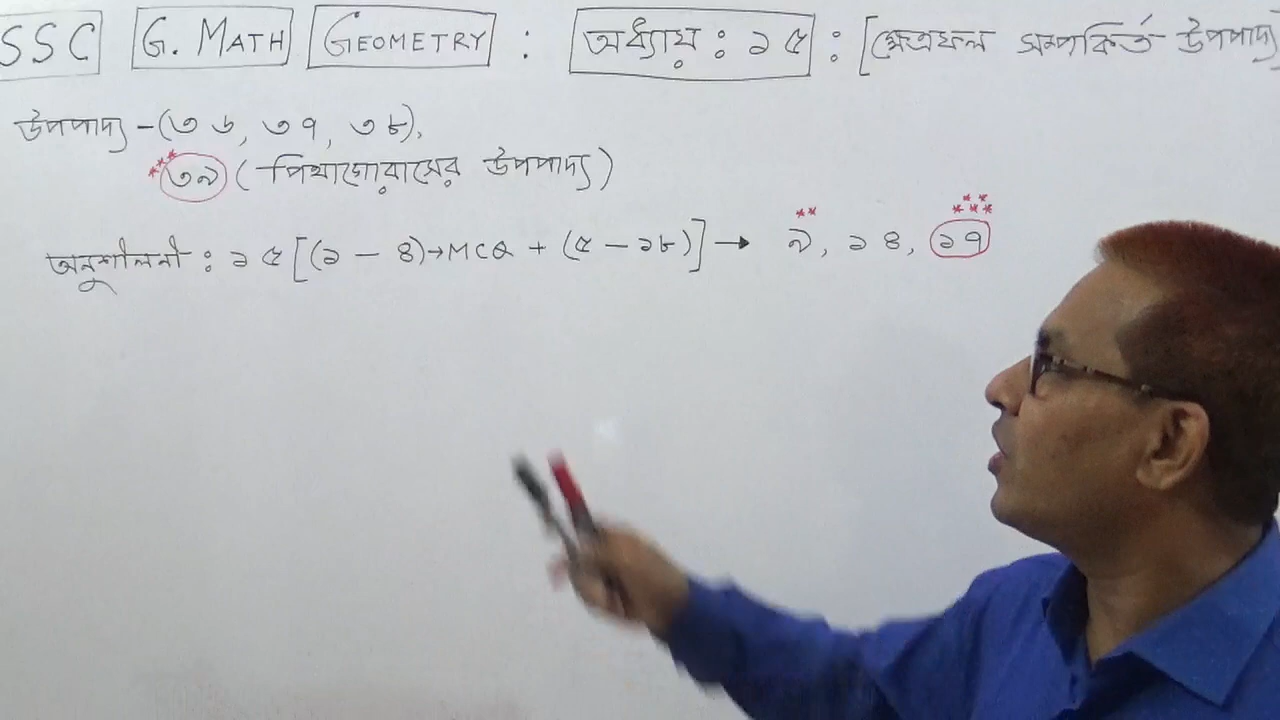 SSC G. MATH GEOMETRY : অধ্যায় : ১৫ : [ক্ষেত্রফল সম্পর্কিত উপপাদ্য]
উপপাদ্য - (৩৬, ৩৭, ৩৮),
*** ৩৯ (পিথাগোরাসের উপপাদ্য)
অনুশীলনী : ১৫ [(১ - ৪) → MCQ + (৫ - ১৮)] → ** ৯, ১৪, ***** ১৭